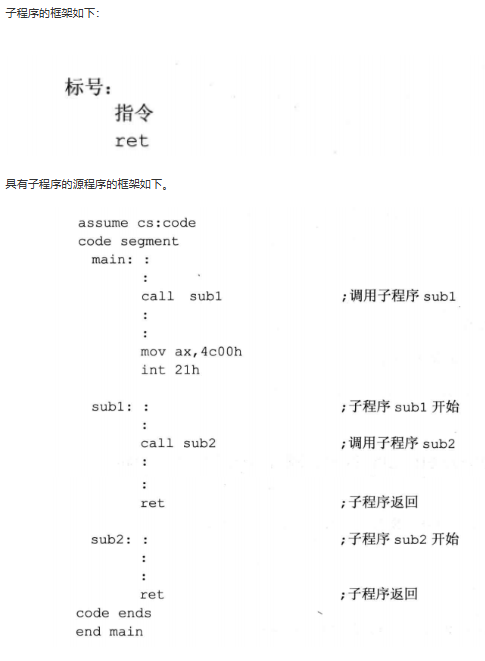 子程序的框架如下:
标号:
指令
ret
具有子程序的源程序的框架如下。
assume cs:code
code segment
main: :
:
call sub1 ;调用子程序 sub1
:
:
mov ax,4c00h
int 21h
sub1: : ;子程序 sub1 开始
:
call sub2 ;调用子程序 sub2
:
:
ret ;子程序返回
sub2: : ;子程序 sub2 开始
:
:
ret ;子程序返回
code ends
end main